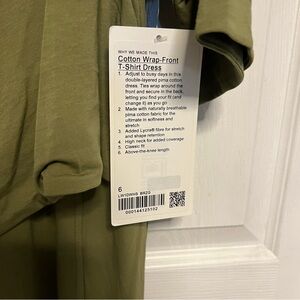 WHY WE MADE THIS
Cotton Wrap-Front
T-Shirt Dress
1. Adjust to busy days in this
double-layered pima cotton
dress. Ties wrap around the
front and secure in the back,
letting you find your fit (and
change it) as you go
2. Made with naturally breathable
pima cotton fabric for the
ultimate in softness and
stretch
3. Added Lycra® fibre for stretch
and shape retention
4. High neck for added coverage
5. Classic fit
6. Above-the-knee length
6
000144125102